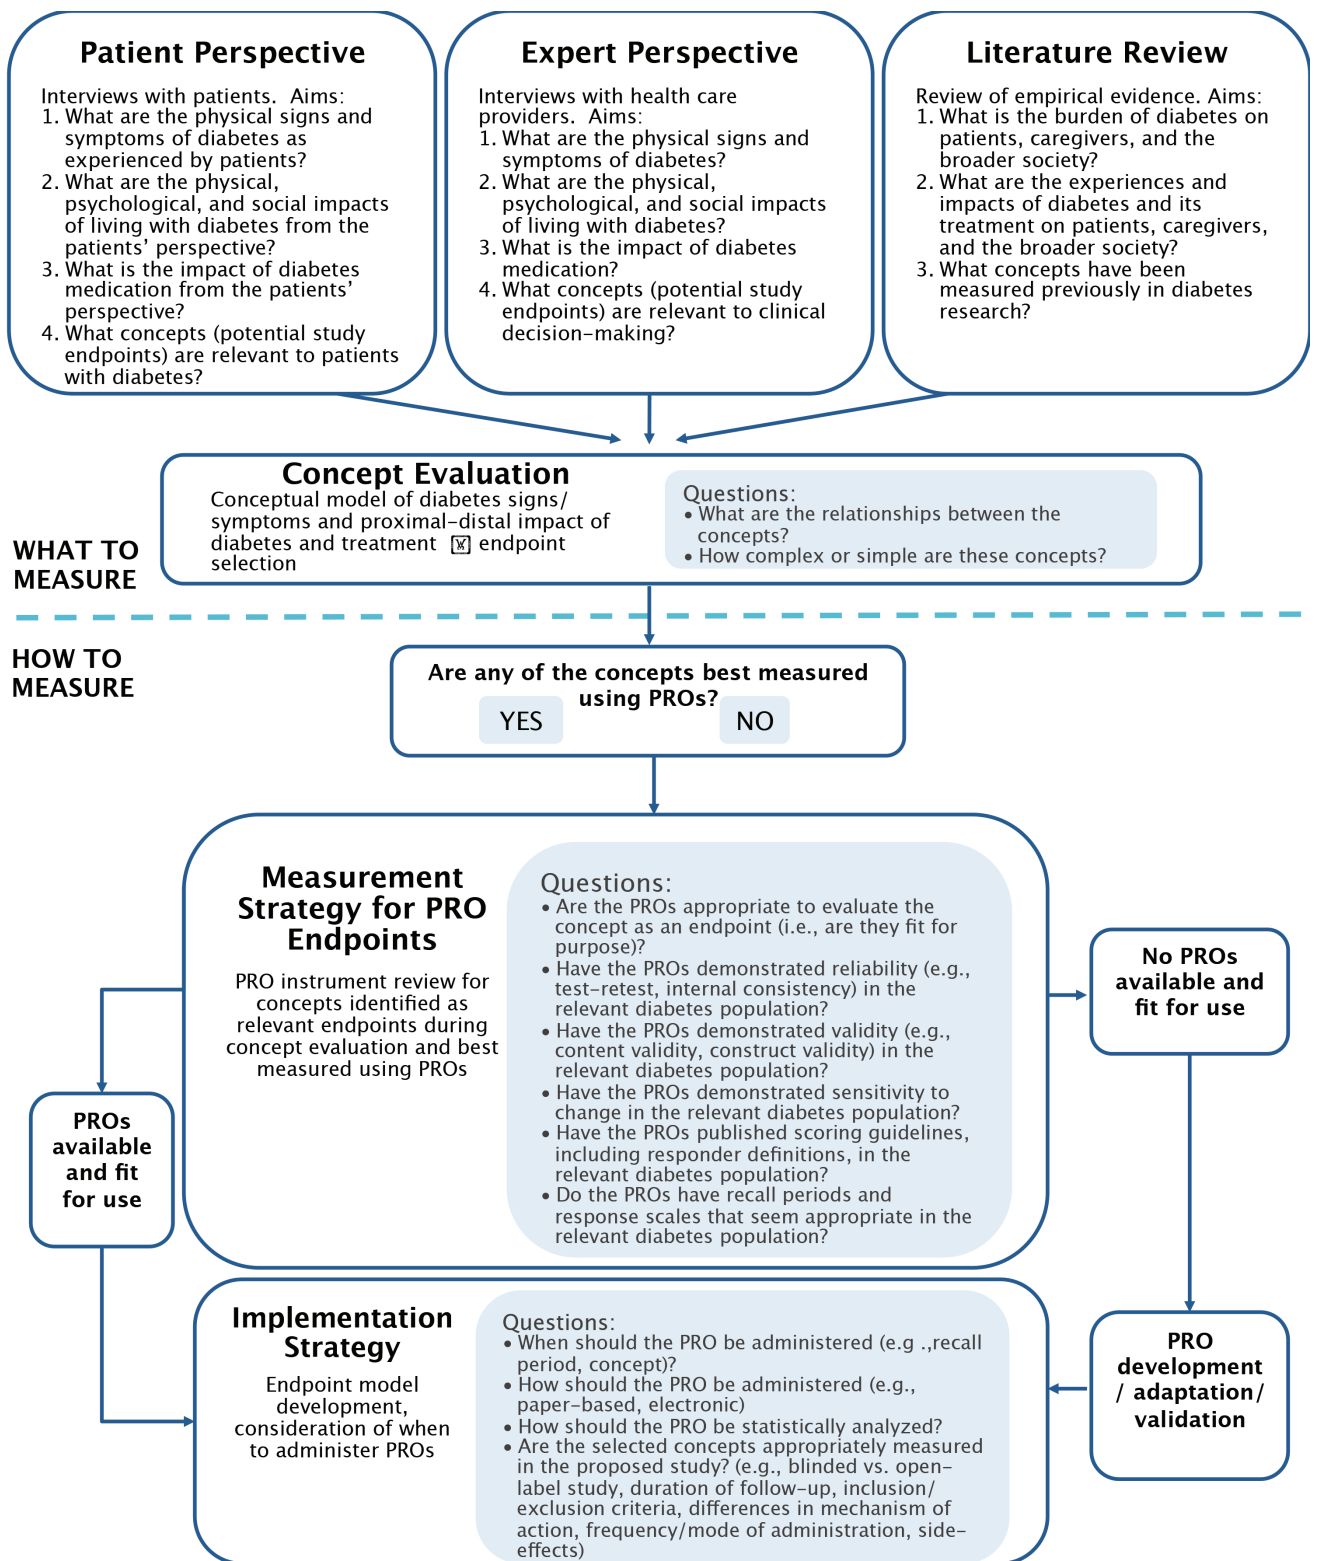 Patient Perspective
Interviews with patients.  Aims:
1. What are the physical signs and
symptoms of diabetes as
experienced by patients?
2. What are the physical,
psychological, and social impacts
of living with diabetes from the
patients’ perspective?
3. What is the impact of diabetes
medication from the patients’
perspective?
4. What concepts (potential study
endpoints) are relevant to patients
with diabetes?
Expert Perspective
Interviews with health care
providers.  Aims:
1. What are the physical signs and
symptoms of diabetes?
2. What are the physical,
psychological, and social impacts
of living with diabetes?
3. What is the impact of diabetes
medication?
4. What concepts (potential study
endpoints) are relevant to clinical
decision-making?
Literature Review
Review of empirical evidence. Aims:
1. What is the burden of diabetes on
patients, caregivers, and the
broader society?
2. What are the experiences and
impacts of diabetes and its
treatment on patients, caregivers,
and the broader society?
3. What concepts have been
measured previously in diabetes
research?
Concept Evaluation
Conceptual model of diabetes signs/
symptoms and proximal-distal impact of
diabetes and treatment endpoint
selection
Questions:
• What are the relationships between the
concepts?
• How complex or simple are these concepts?
WHAT TO
MEASURE
HOW TO
MEASURE
Are any of the concepts best measured
using PROs?
YES
NO
Measurement
Strategy for PRO
Endpoints
PRO instrument review for
concepts identified as
relevant endpoints during
concept evaluation and best
measured using PROs
Questions:
• Are the PROs appropriate to evaluate the
concept as an endpoint (i.e., are they fit for
purpose)?
• Have the PROs demonstrated reliability (e.g.,
test-retest, internal consistency) in the
relevant diabetes population?
• Have the PROs demonstrated validity (e.g.,
content validity, construct validity) in the
relevant diabetes population?
• Have the PROs demonstrated sensitivity to
change in the relevant diabetes population?
• Have the PROs published scoring guidelines,
including responder definitions, in the
relevant diabetes population?
• Do the PROs have recall periods and
response scales that seem appropriate in the
relevant diabetes population?
No PROs
available and
fit for use
PROs
available
and fit
for use
Implementation
Strategy
Endpoint model
development,
consideration of when
to administer PROs
Questions:
• When should the PRO be administered (e.g .,recall
period, concept)?
• How should the PRO be administered (e.g.,
paper-based, electronic)
• How should the PRO be statistically analyzed?
• Are the selected concepts appropriately measured
in the proposed study? (e.g., blinded vs. open-
label study, duration of follow-up, inclusion/
exclusion criteria, differences in mechanism of
action, frequency/mode of administration, side-
effects)
PRO
development
/ adaptation/
validation